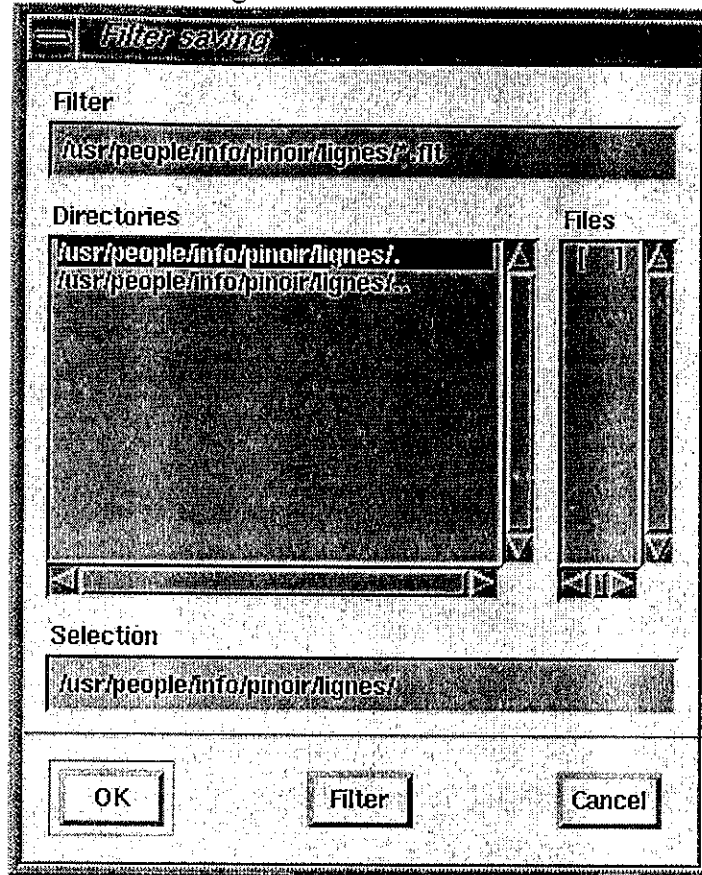 Filter saving
Filter
/usr/people/info/pinoir/lignes/*.flt
Directories
Files
/usr/people/info/pinoir/lignes/.
[ ]
/usr/people/info/pinoir/lignes/..
Selection
/usr/people/info/pinoir/lignes/
OK
Filter
Cancel